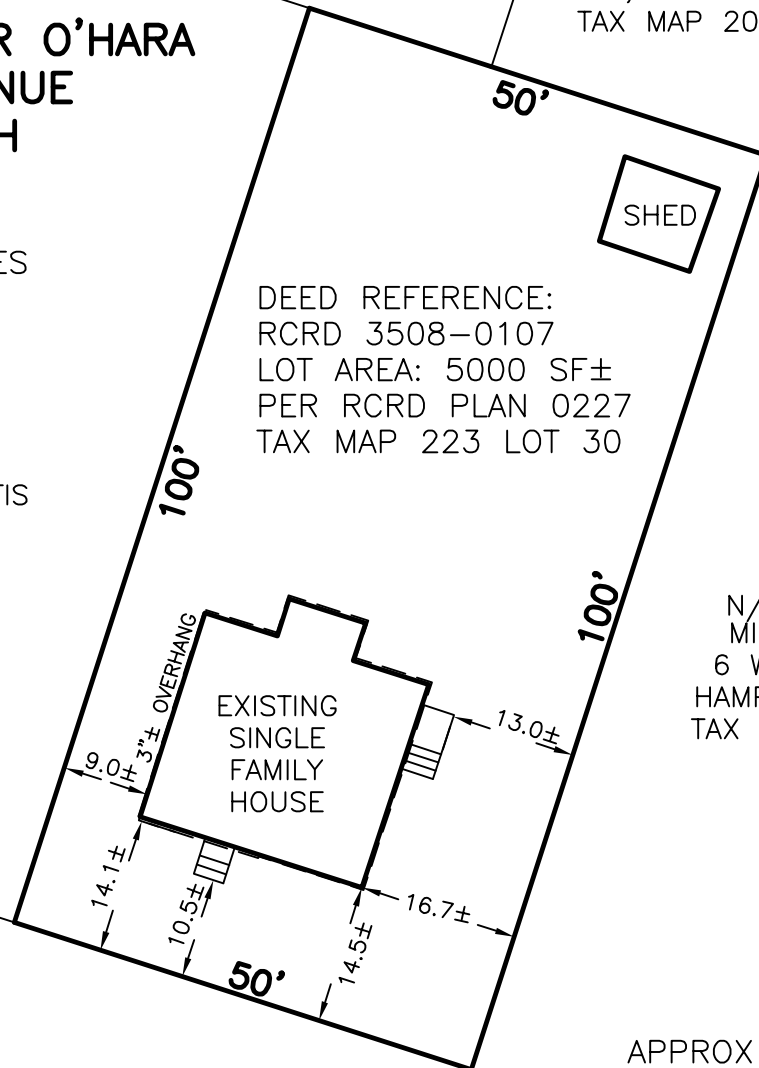 R O'HARA
NUE
H
TAX MAP 20
50'
SHED
ES
DEED REFERENCE:
RCRD 3508-0107
LOT AREA: 5000 SF±
PER RCRD PLAN 0227
TAX MAP 223 LOT 30
100'
TIS
100'
N/
MI
6 W
HAMP
TAX
3"± OVERHANG
EXISTING
SINGLE
FAMILY
HOUSE
13.0±
9.0±
14.1±
10.5±
14.5±
16.7±
50'
APPROX